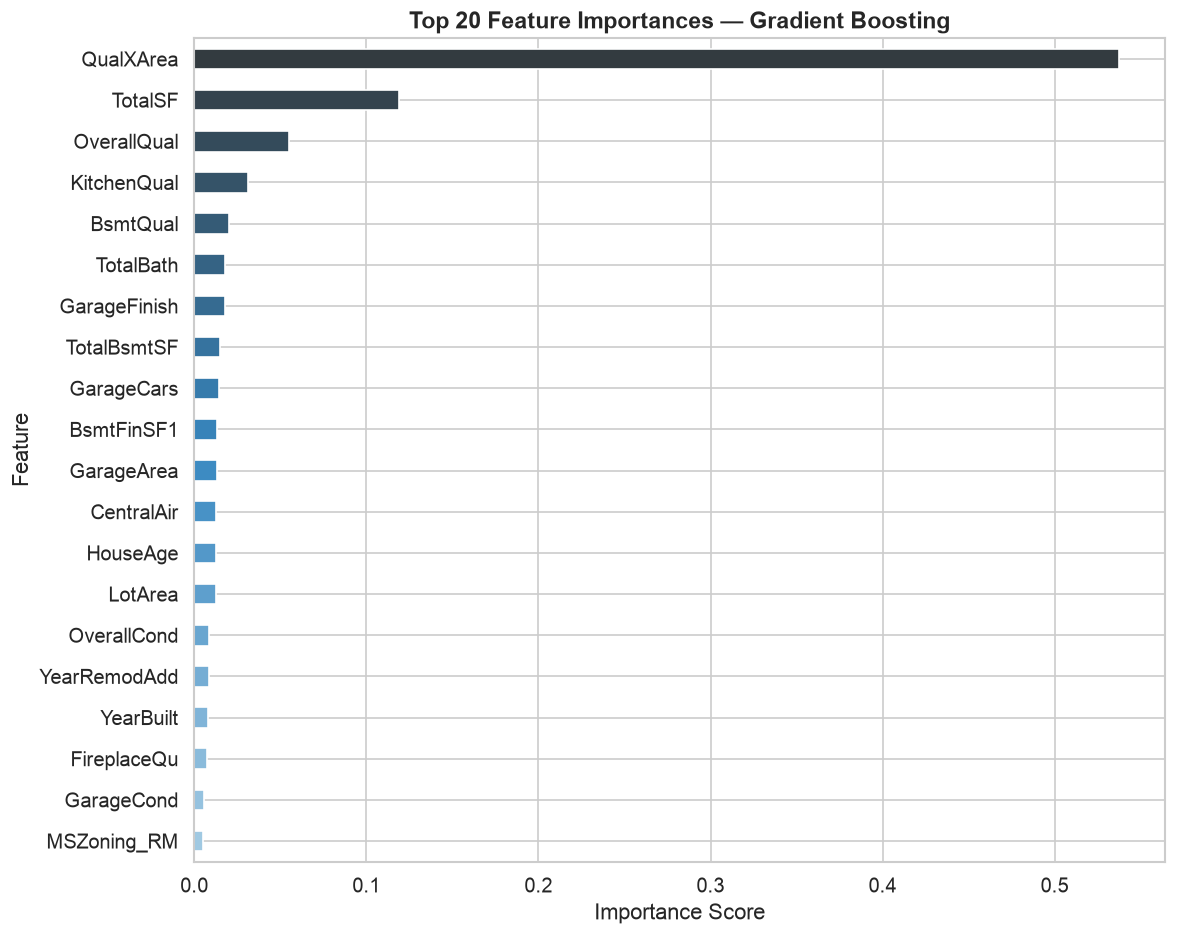 Top 20 Feature Importances — Gradient Boosting
QualXArea
TotalSF
OverallQual
KitchenQual
BsmtQual
TotalBath
GarageFinish
TotalBsmtSF
GarageCars
BsmtFinSF1
GarageArea
CentralAir
HouseAge
LotArea
OverallCond
YearRemodAdd
YearBuilt
FireplaceQu
GarageCond
MSZoning_RM
Feature
0.0 0.1 0.2 0.3 0.4 0.5
Importance Score